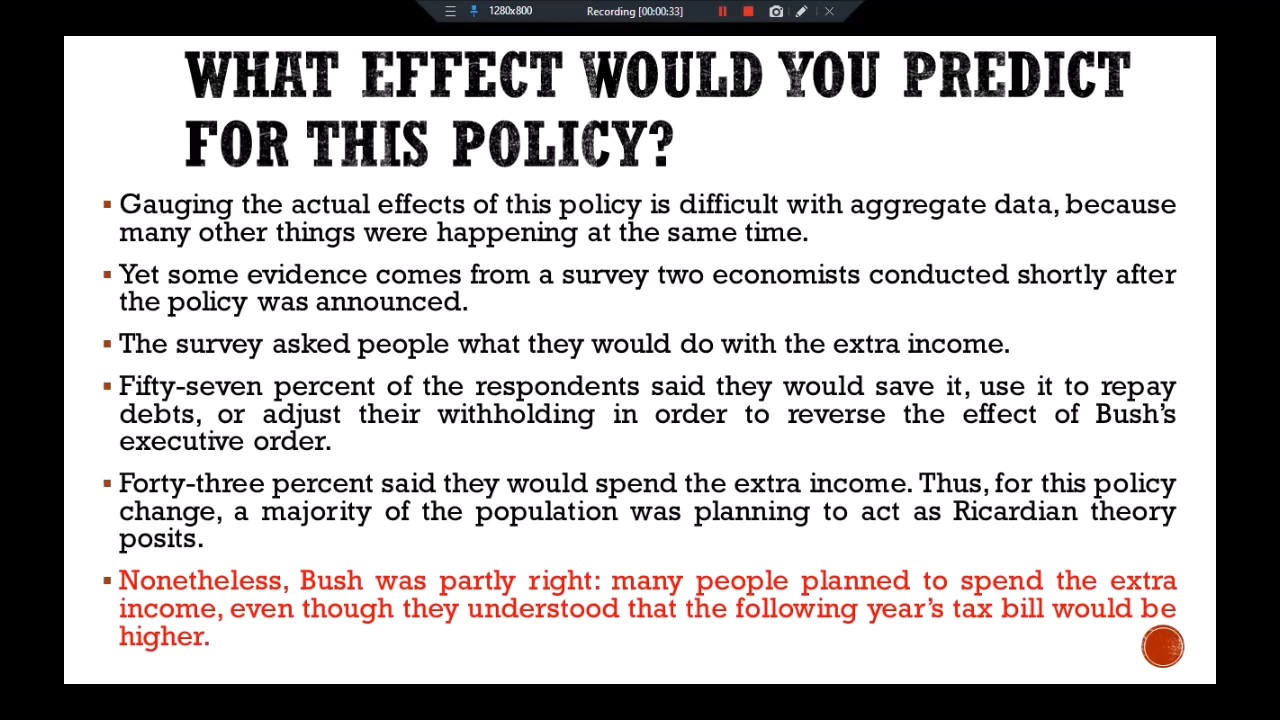 1280x800 Recording [00:00:33]
WHAT EFFECT WOULD YOU PREDICT
FOR THIS POLICY?
▪ Gauging the actual effects of this policy is difficult with aggregate data, because
many other things were happening at the same time.
▪ Yet some evidence comes from a survey two economists conducted shortly after
the policy was announced.
▪ The survey asked people what they would do with the extra income.
▪ Fifty-seven percent of the respondents said they would save it, use it to repay
debts, or adjust their withholding in order to reverse the effect of Bush’s
executive order.
▪ Forty-three percent said they would spend the extra income. Thus, for this policy
change, a majority of the population was planning to act as Ricardian theory
posits.
▪ Nonetheless, Bush was partly right: many people planned to spend the extra
income, even though they understood that the following year’s tax bill would be
higher.